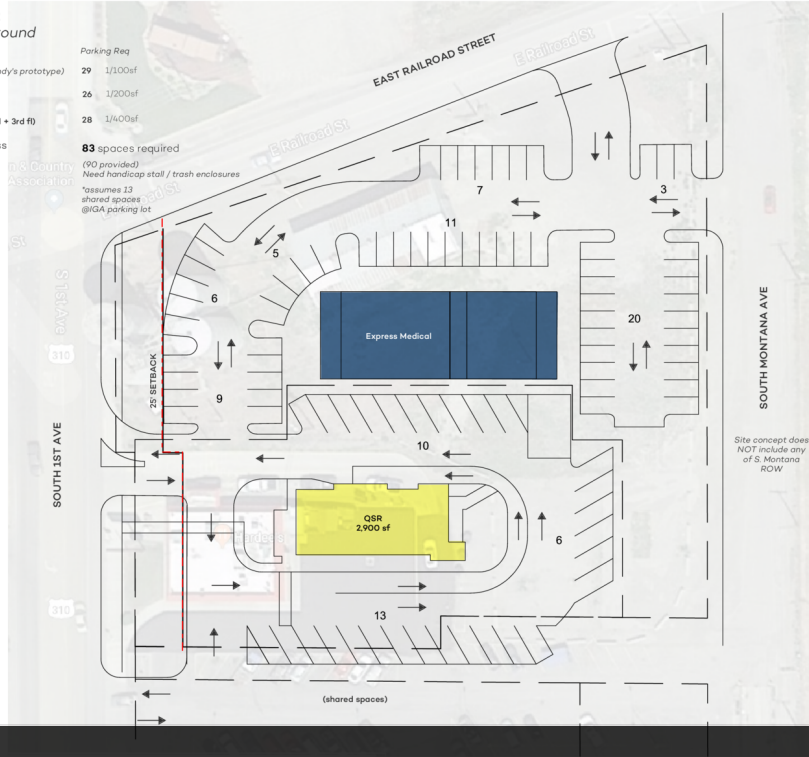 ound
Parking Req
dy's prototype)
29 1/100sf
26 1/200sf
l + 3rd fl)
28 1/400sf
ss
83 spaces required
(90 provided)
Need handicap stall / trash enclosures
*assumes 13
shared spaces
@IGA parking lot
EAST RAILROAD STREET
E Railroad St
E Railroad St
n & Country
Association
S 1st Ave
310
310
7
3
11
5
6
20
9
Express Medical
25' SETBACK
SOUTH MONTANA AVE
SOUTH 1ST AVE
10
Site concept does
NOT include any
of S. Montana
ROW
QSR
2,900 sf
6
13
(shared spaces)